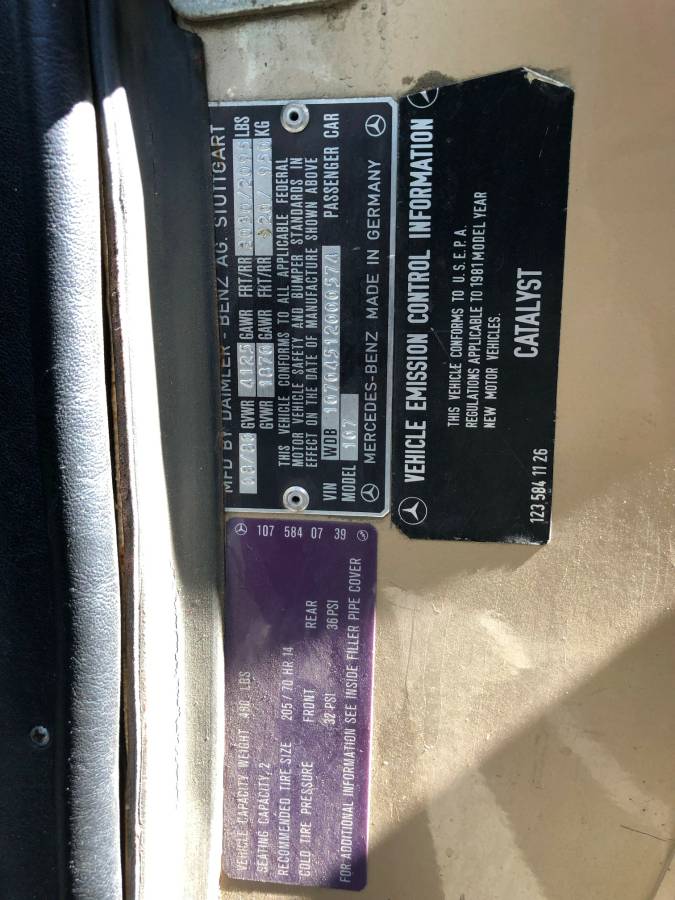 MFD BY DAIMLER - BENZ AG. STUTTGART
GVWR 4125 GAWR FRT/RR LBS
GVWR 1870 GAWR FRT/RR KG
THIS VEHICLE CONFORMS TO ALL APPLICABLE FEDERAL
MOTOR VEHICLE SAFETY AND BUMPER STANDARDS IN
EFFECT ON THE DATE OF MANUFACTURE SHOWN ABOVE
VIN WDB 10704512000574 PASSENGER CAR
MODEL 107
MERCEDES-BENZ MADE IN GERMANY
VEHICLE EMISSION CONTROL INFORMATION
THIS VEHICLE CONFORMS TO U.S.E.P.A.
REGULATIONS APPLICABLE TO 1981 MODEL YEAR
NEW MOTOR VEHICLES.
CATALYST
123 584 11 26
107 584 07 39
VEHICLE CAPACITY WEIGHT LBS
SEATING CAPACITY, 2
RECOMMENDED TIRE SIZE 205/70 HR 14
COLD TIRE PRESSURE FRONT REAR
32 PSI 36 PSI
FOR ADDITIONAL INFORMATION SEE INSIDE FILLER PIPE COVER